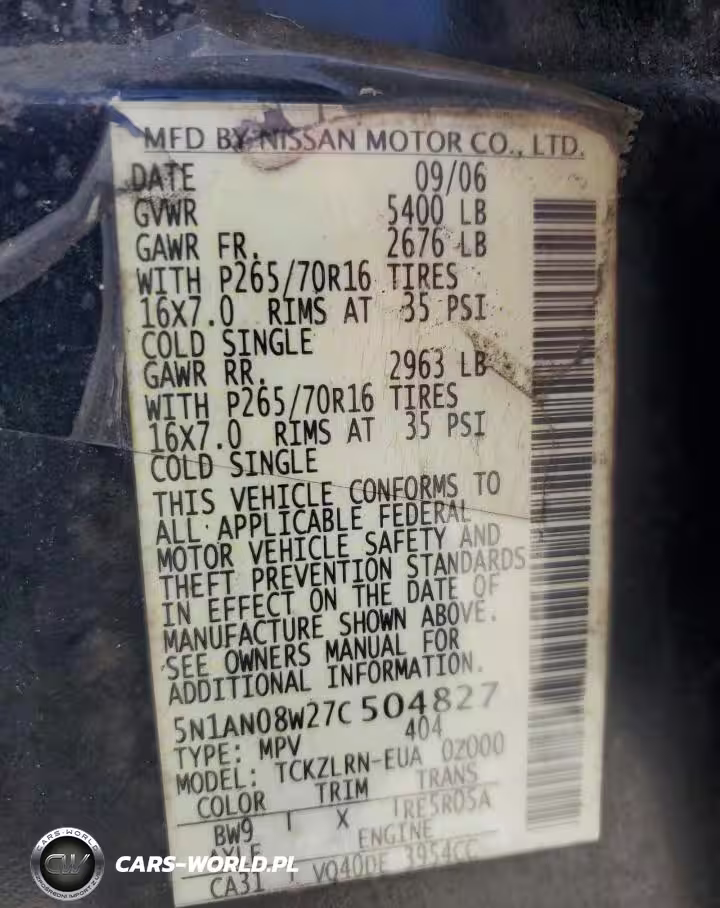 MFD BY NISSAN MOTOR CO., LTD.
DATE 09/06
GVWR 5400 LB
GAWR FR. 2676 LB
WITH P265/70R16 TIRES
16X7.0 RIMS AT 35 PSI
COLD SINGLE
GAWR RR. 2963 LB
WITH P265/70R16 TIRES
16X7.0 RIMS AT 35 PSI
COLD SINGLE
THIS VEHICLE CONFORMS TO
ALL APPLICABLE FEDERAL
MOTOR VEHICLE SAFETY AND
THEFT PREVENTION STANDARDS
IN EFFECT ON THE DATE OF
MANUFACTURE SHOWN ABOVE.
SEE OWNERS MANUAL FOR
ADDITIONAL INFORMATION.
5N1AN08W27C504827
TYPE: MPV 404
MODEL: TCKZLRN-EUA 02000
COLOR TRIM TRANS
BW9 X RE5R05A
AXLE ENGINE
CA31 VQ40DE 3954CC
CARS-WORLD
CW
CARS-WORLD.PL